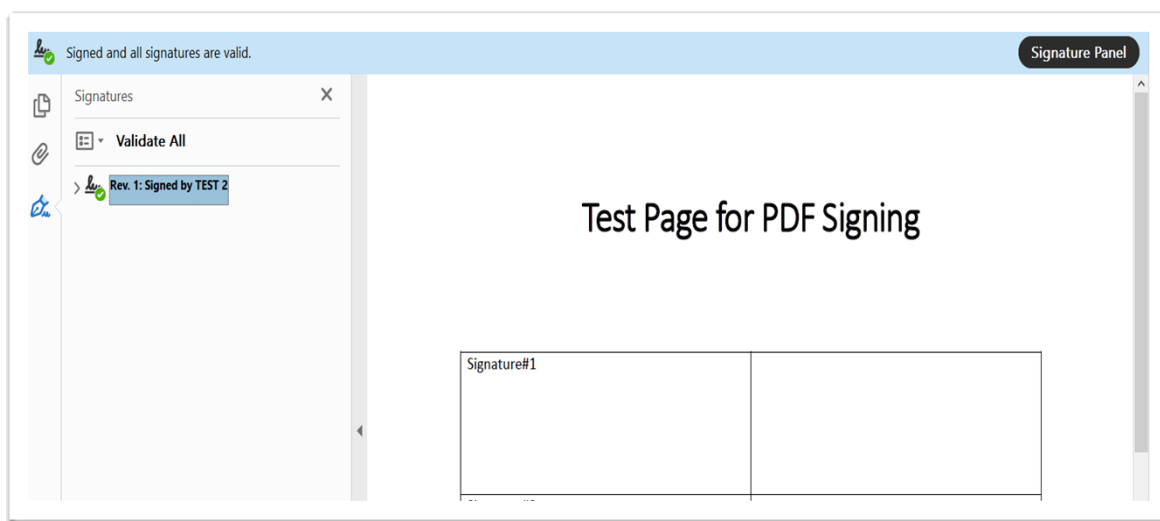 Signed and all signatures are valid.
Signature Panel
Signatures
Validate All
Rev. 1: Signed by TEST 2
Test Page for PDF Signing
Signature#1